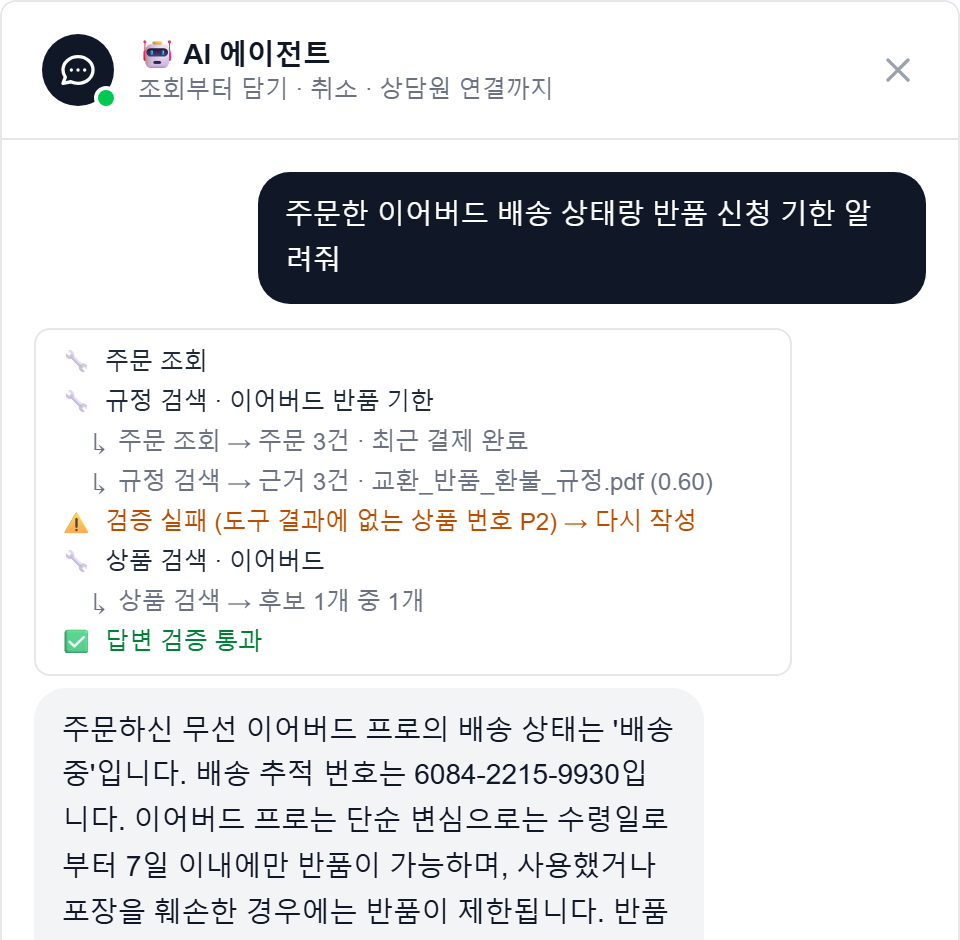 🤖 AI 에이전트
조회부터 담기 · 취소 · 상담원 연결까지
주문한 이어버드 배송 상태랑 반품 신청 기한 알
려줘
🔧 주문 조회
🔧 규정 검색 · 이어버드 반품 기한
↳ 주문 조회 → 주문 3건 · 최근 결제 완료
↳ 규정 검색 → 근거 3건 · 교환_반품_환불_규정.pdf (0.60)
⚠️ 검증 실패 (도구 결과에 없는 상품 번호 P2) → 다시 작성
🔧 상품 검색 · 이어버드
↳ 상품 검색 → 후보 1개 중 1개
✅ 답변 검증 통과
주문하신 무선 이어버드 프로의 배송 상태는 '배송
중'입니다. 배송 추적 번호는 6084-2215-9930입
니다. 이어버드 프로는 단순 변심으로는 수령일로
부터 7일 이내에만 반품이 가능하며, 사용했거나
포장을 훼손한 경우에는 반품이 제한됩니다. 반품